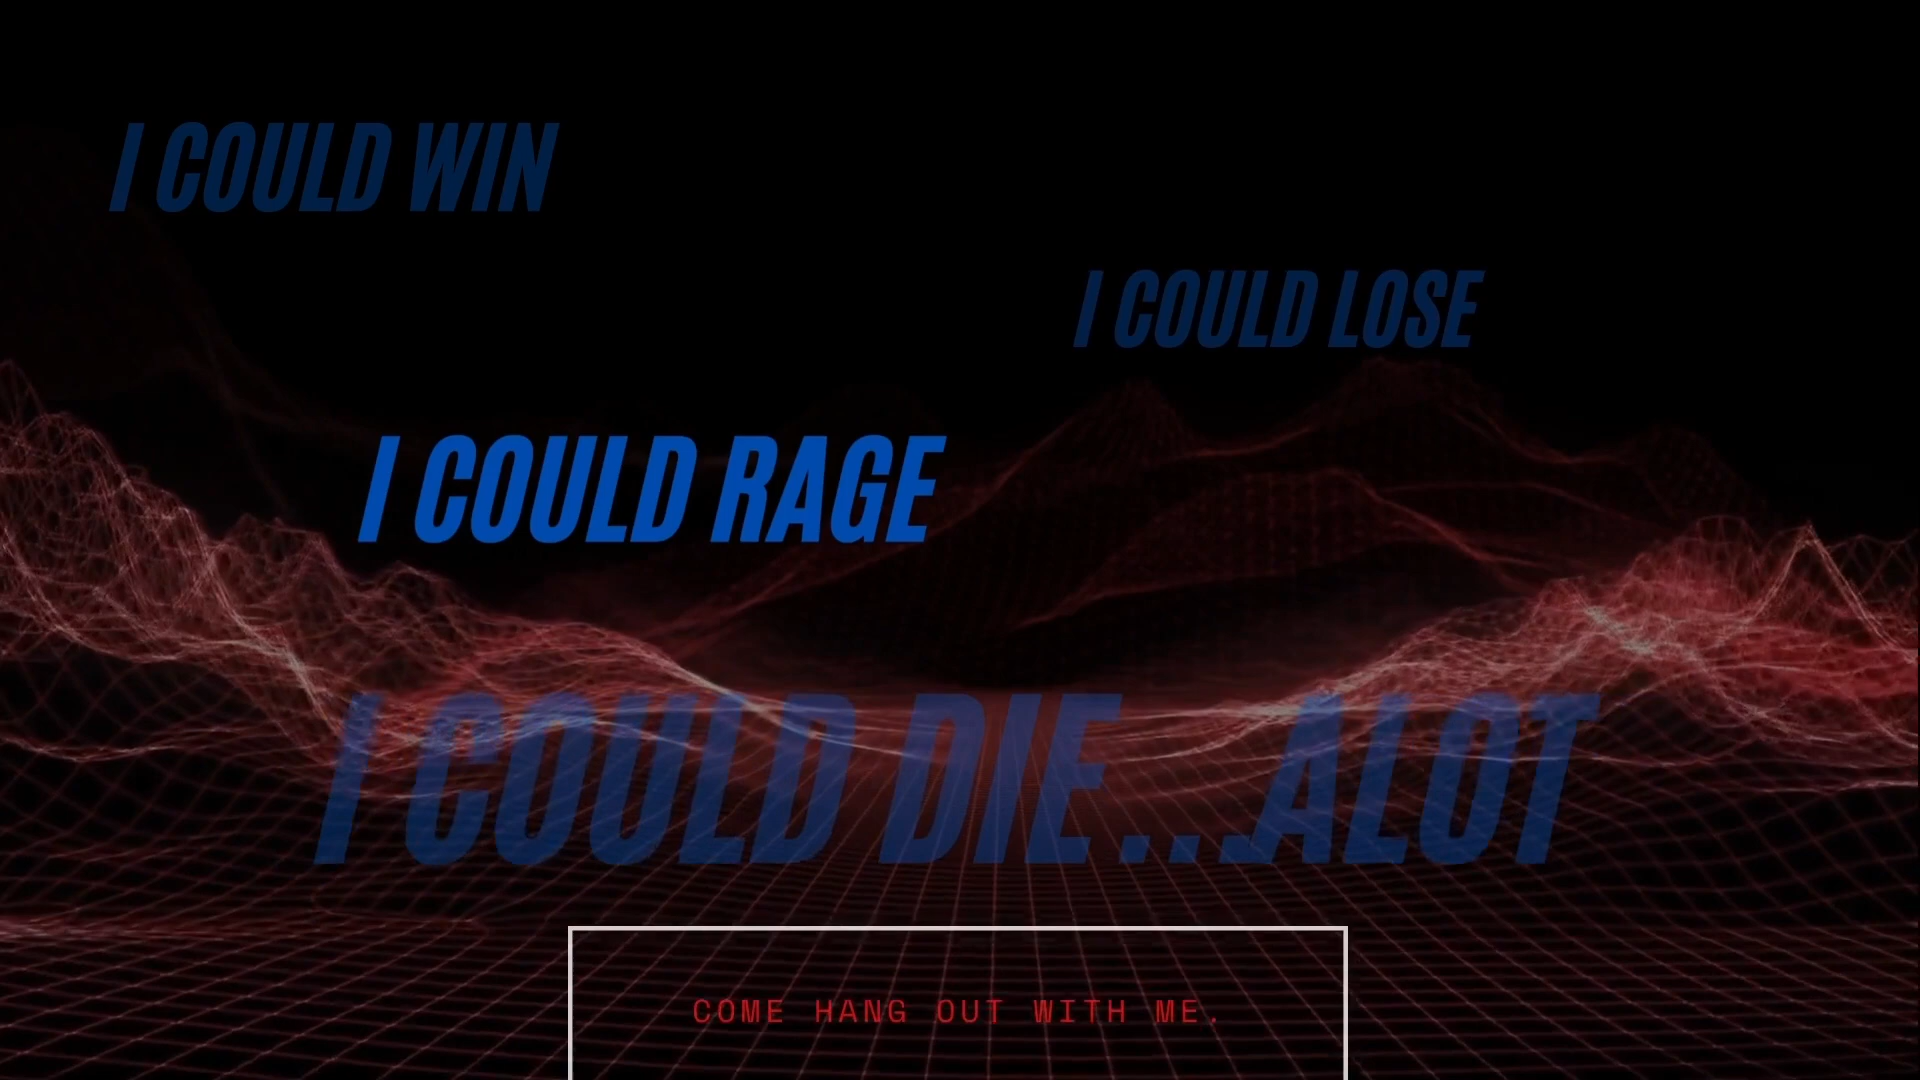 I COULD WIN
I COULD LOSE
I COULD RAGE
I COULD DIE...ALOT
COME HANG OUT WITH ME.